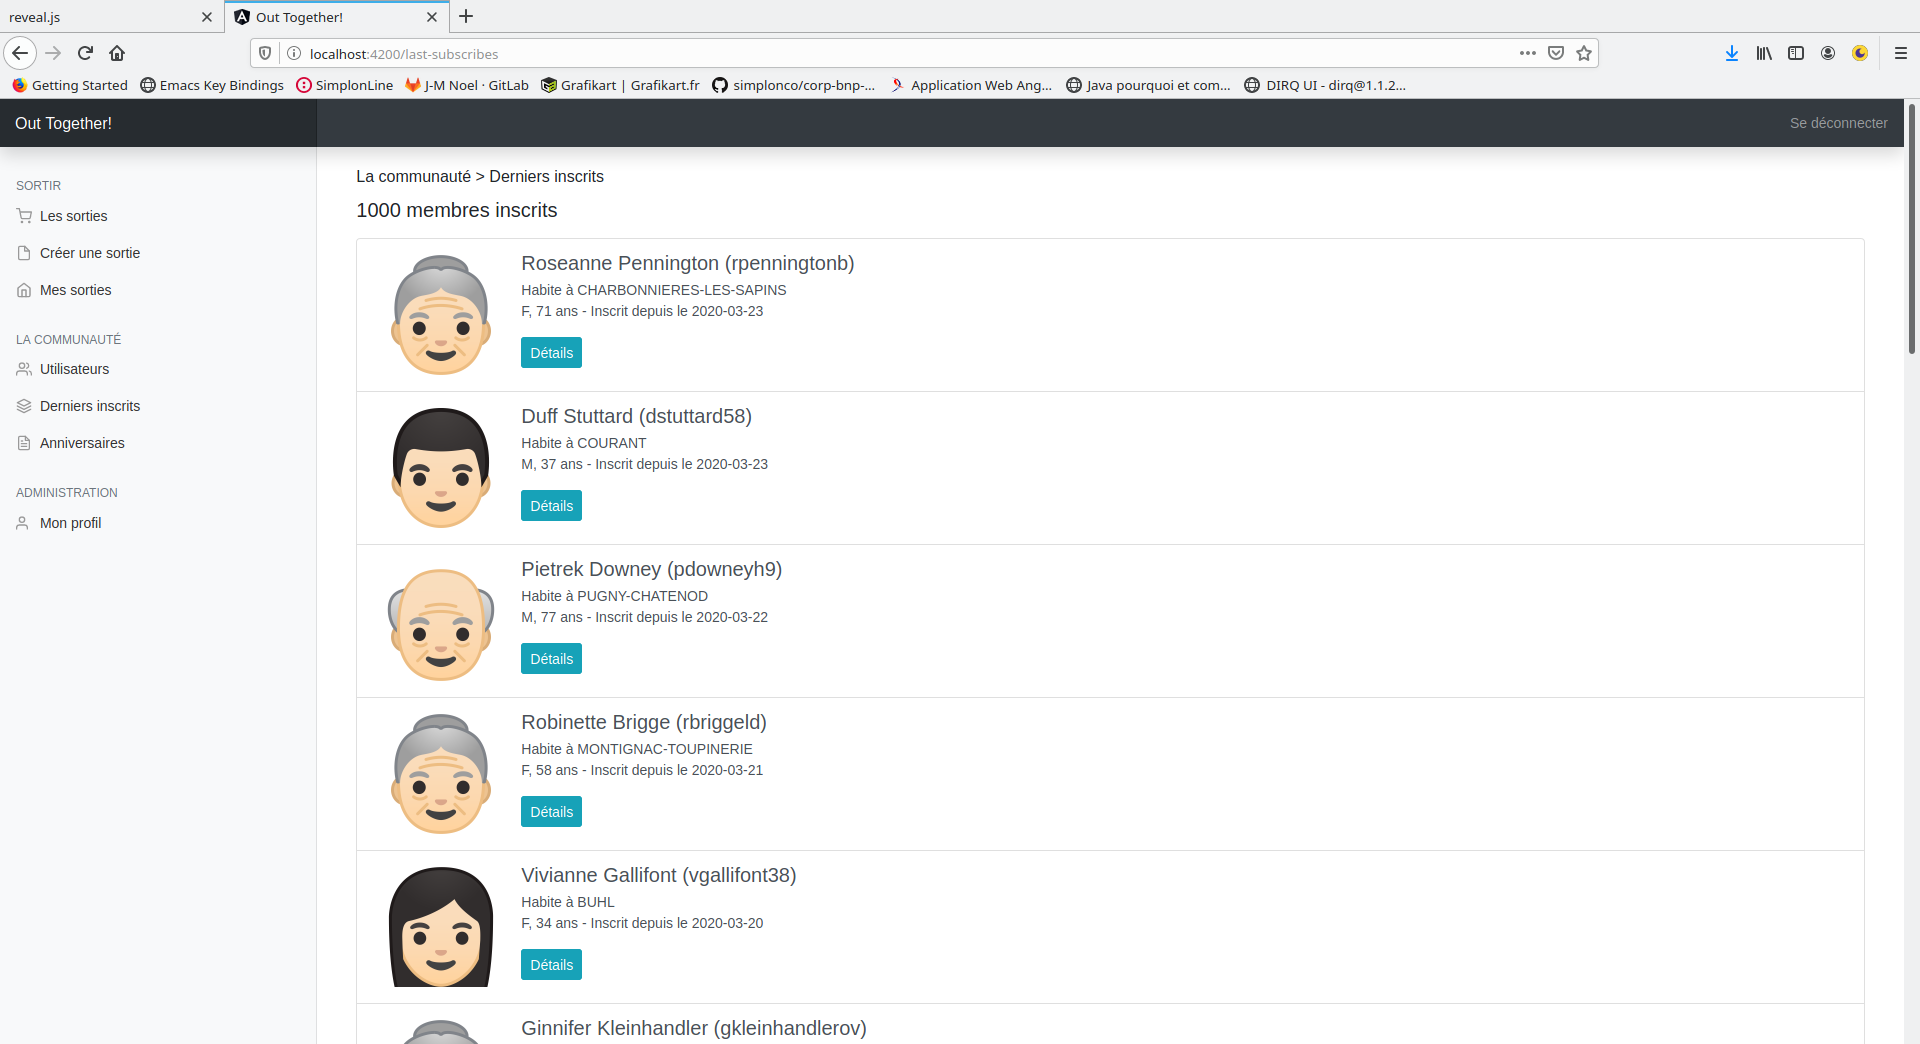 reveal.js
Out Together!
localhost:4200/last-subscribes
Getting Started
Emacs Key Bindings
SimplonLine
J-M Noel · GitLab
Grafikart | Grafikart.fr
simplonco/corp-bnp-...
Application Web Ang...
Java pourquoi et com...
DIRQ UI - dirq@1.1.2...
Out Together!
Se déconnecter
SORTIR
Les sorties
Créer une sortie
Mes sorties
LA COMMUNAUTÉ
Utilisateurs
Derniers inscrits
Anniversaires
ADMINISTRATION
Mon profil
La communauté > Derniers inscrits
1000 membres inscrits
Roseanne Pennington (rpenningtonb)
Habite à CHARBONNIERES-LES-SAPINS
F, 71 ans - Inscrit depuis le 2020-03-23
Détails
Duff Stuttard (dstuttard58)
Habite à COURANT
M, 37 ans - Inscrit depuis le 2020-03-23
Détails
Pietrek Downey (pdowneyh9)
Habite à PUGNY-CHATENOD
M, 77 ans - Inscrit depuis le 2020-03-22
Détails
Robinette Brigge (rbriggeld)
Habite à MONTIGNAC-TOUPINERIE
F, 58 ans - Inscrit depuis le 2020-03-21
Détails
Vivianne Gallifont (vgallifont38)
Habite à BUHL
F, 34 ans - Inscrit depuis le 2020-03-20
Détails
Ginnifer Kleinhandler (gkleinhandlerov)